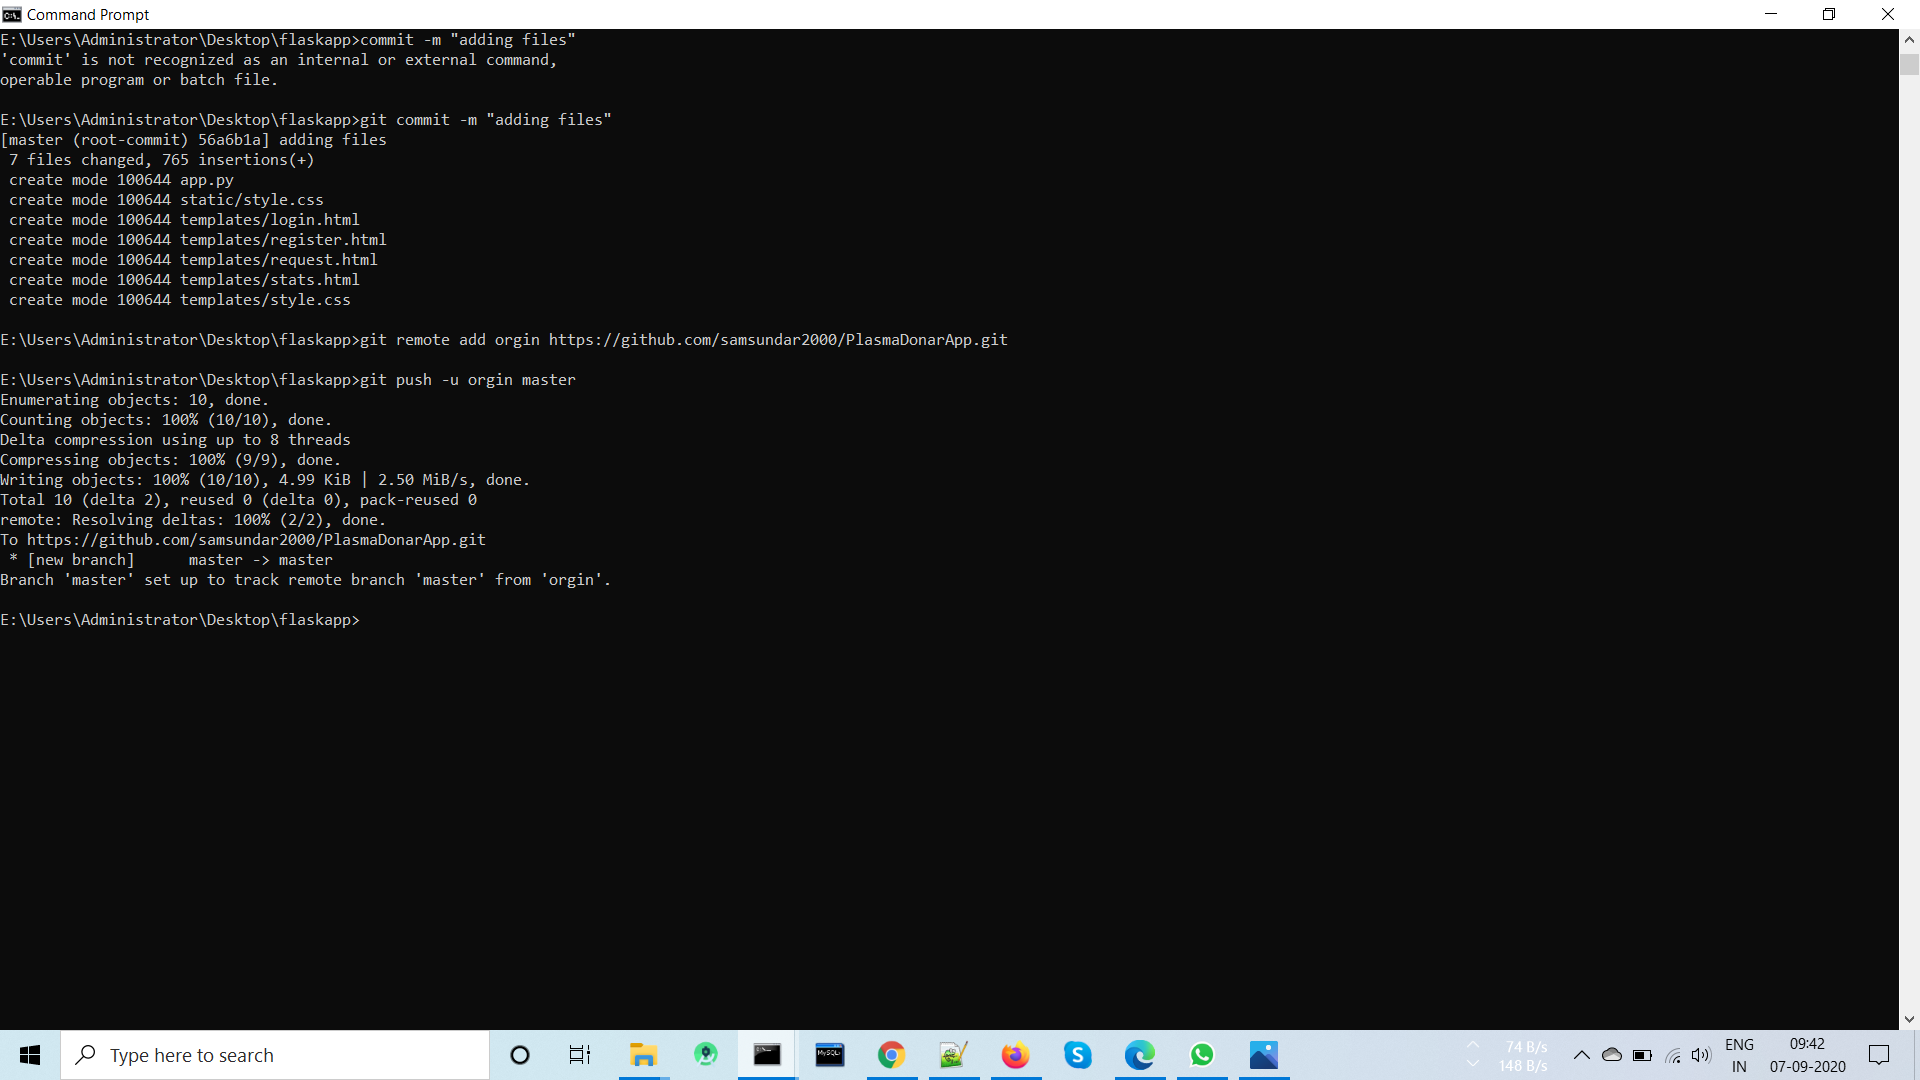 Command Prompt
E:\Users\Administrator\Desktop\flaskapp>commit -m "adding files"
'commit' is not recognized as an internal or external command,
operable program or batch file.
E:\Users\Administrator\Desktop\flaskapp>git commit -m "adding files"
[master (root-commit) 56a6b1a] adding files
7 files changed, 765 insertions(+)
create mode 100644 app.py
create mode 100644 static/style.css
create mode 100644 templates/login.html
create mode 100644 templates/register.html
create mode 100644 templates/request.html
create mode 100644 templates/stats.html
create mode 100644 templates/style.css
E:\Users\Administrator\Desktop\flaskapp>git remote add orgin https://github.com/samsundar2000/PlasmaDonarApp.git
E:\Users\Administrator\Desktop\flaskapp>git push -u orgin master
Enumerating objects: 10, done.
Counting objects: 100% (10/10), done.
Delta compression using up to 8 threads
Compressing objects: 100% (9/9), done.
Writing objects: 100% (10/10), 4.99 KiB | 2.50 MiB/s, done.
Total 10 (delta 2), reused 0 (delta 0), pack-reused 0
remote: Resolving deltas: 100% (2/2), done.
To https://github.com/samsundar2000/PlasmaDonarApp.git
* [new branch]      master -> master
Branch 'master' set up to track remote branch 'master' from 'orgin'.
E:\Users\Administrator\Desktop\flaskapp>
Type here to search
74 B/s
148 B/s
ENG
IN
09:42
07-09-2020